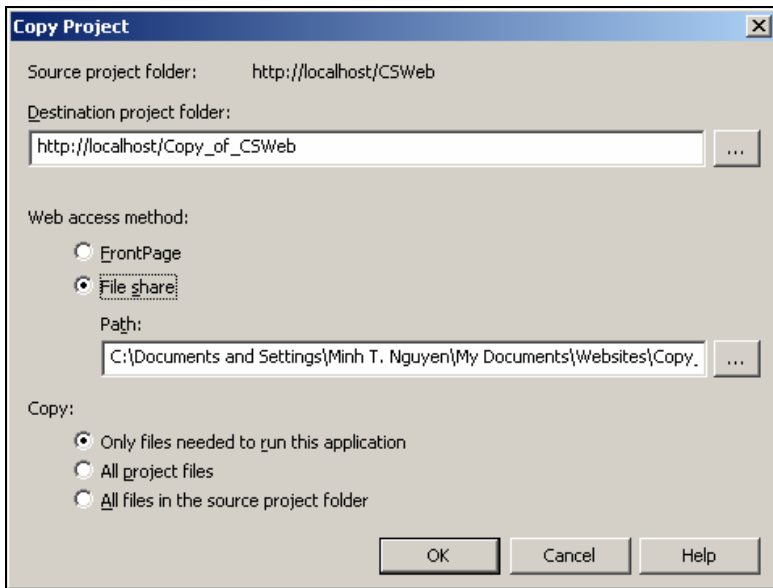 Copy Project
Source project folder: http://localhost/CSWeb
Destination project folder:
http://localhost/Copy_of_CSWeb
...
Web access method:
FrontPage
File share
Path:
C:\Documents and Settings\Minh T. Nguyen\My Documents\Websites\Copy_
...
Copy:
Only files needed to run this application
All project files
All files in the source project folder
OK Cancel Help